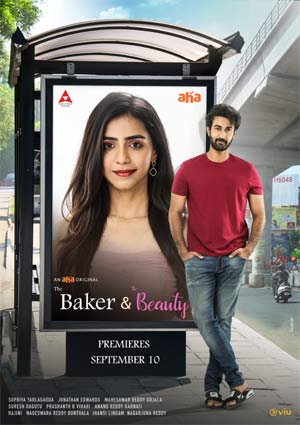 aha
AN aha ORIGINAL
The
Baker & The Beauty
PREMIERES
SEPTEMBER 10
SUPRIYA YARLAGADDA JONATHAN EDWARDS MAHESHWAR REDDY GOJALA
SURESH RAGUTU PRASHANTH R VIHARI ANAND REDDY KARNATI
RAJINI NAGESWARA REDDY BONTHALA JHANSI LINGAM NAGARJUNA REDDY
viu